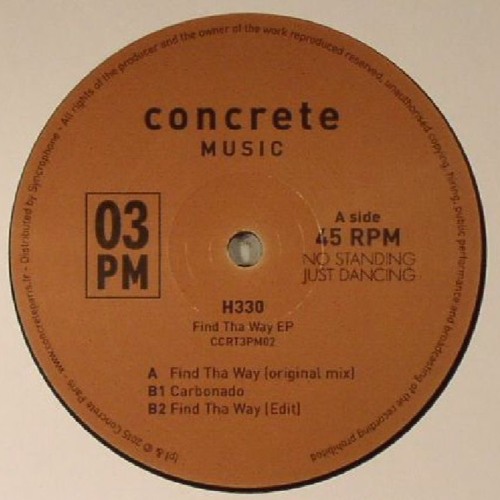 concrete
MUSIC
03
PM
A side
45 RPM
NO STANDING
JUST DANCING
H330
Find Tha Way EP
CCRT3PM02
A Find Tha Way (original mix)
B1 Carbonado
B2 Find Tha Way (Edit)
(p) © 2015 Concrete Paris - www.concreteparis.fr - Distributed by Syncrophone - All rights of the producer and the owner of the work reproduced reserved, unauthorised copying, hiring, public performance and broadcasting of the recording prohibited